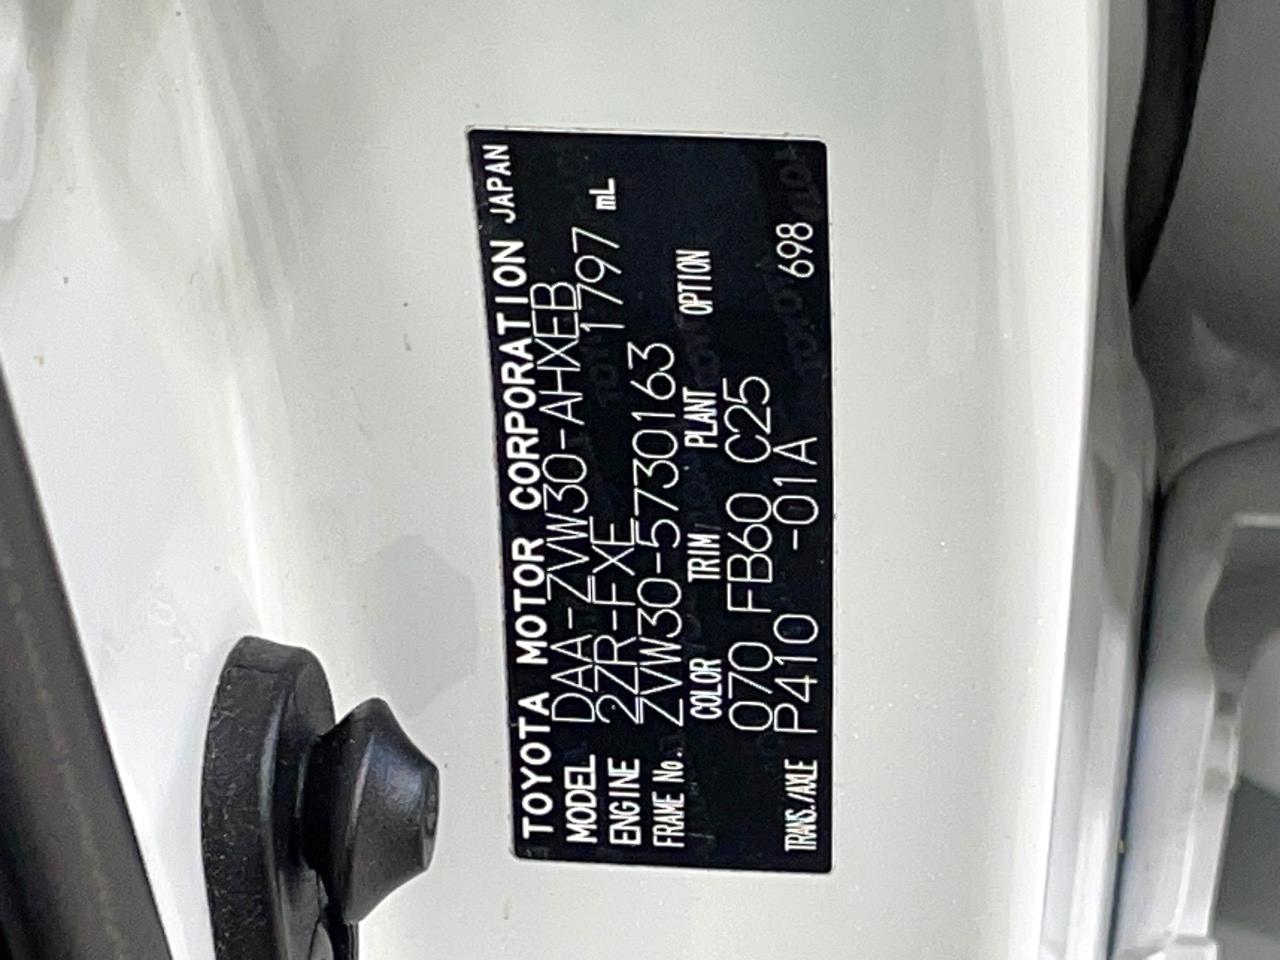 TOYOTA MOTOR CORPORATION JAPAN
MODEL DAA-ZVW30-AHXEB
ENGINE 2ZR-FXE 1797 mL
FRAME No. ZVW30-5730163
COLOR TRIM PLANT OPTION
070 FB60 C25
TRANS./AXLE P410 -01A 698